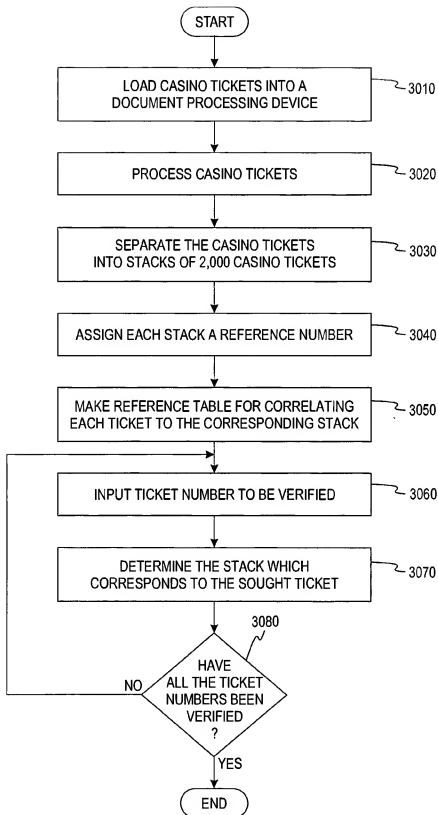 START
LOAD CASINO TICKETS INTO A
DOCUMENT PROCESSING DEVICE
3010
PROCESS CASINO TICKETS
3020
SEPARATE THE CASINO TICKETS
INTO STACKS OF 2,000 CASINO TICKETS
3030
ASSIGN EACH STACK A REFERENCE NUMBER
3040
MAKE REFERENCE TABLE FOR CORRELATING
EACH TICKET TO THE CORRESPONDING STACK
3050
INPUT TICKET NUMBER TO BE VERIFIED
3060
DETERMINE THE STACK WHICH
CORRESPONDS TO THE SOUGHT TICKET
3070
3080
HAVE
ALL THE TICKET
NUMBERS BEEN
VERIFIED
?
NO
YES
END